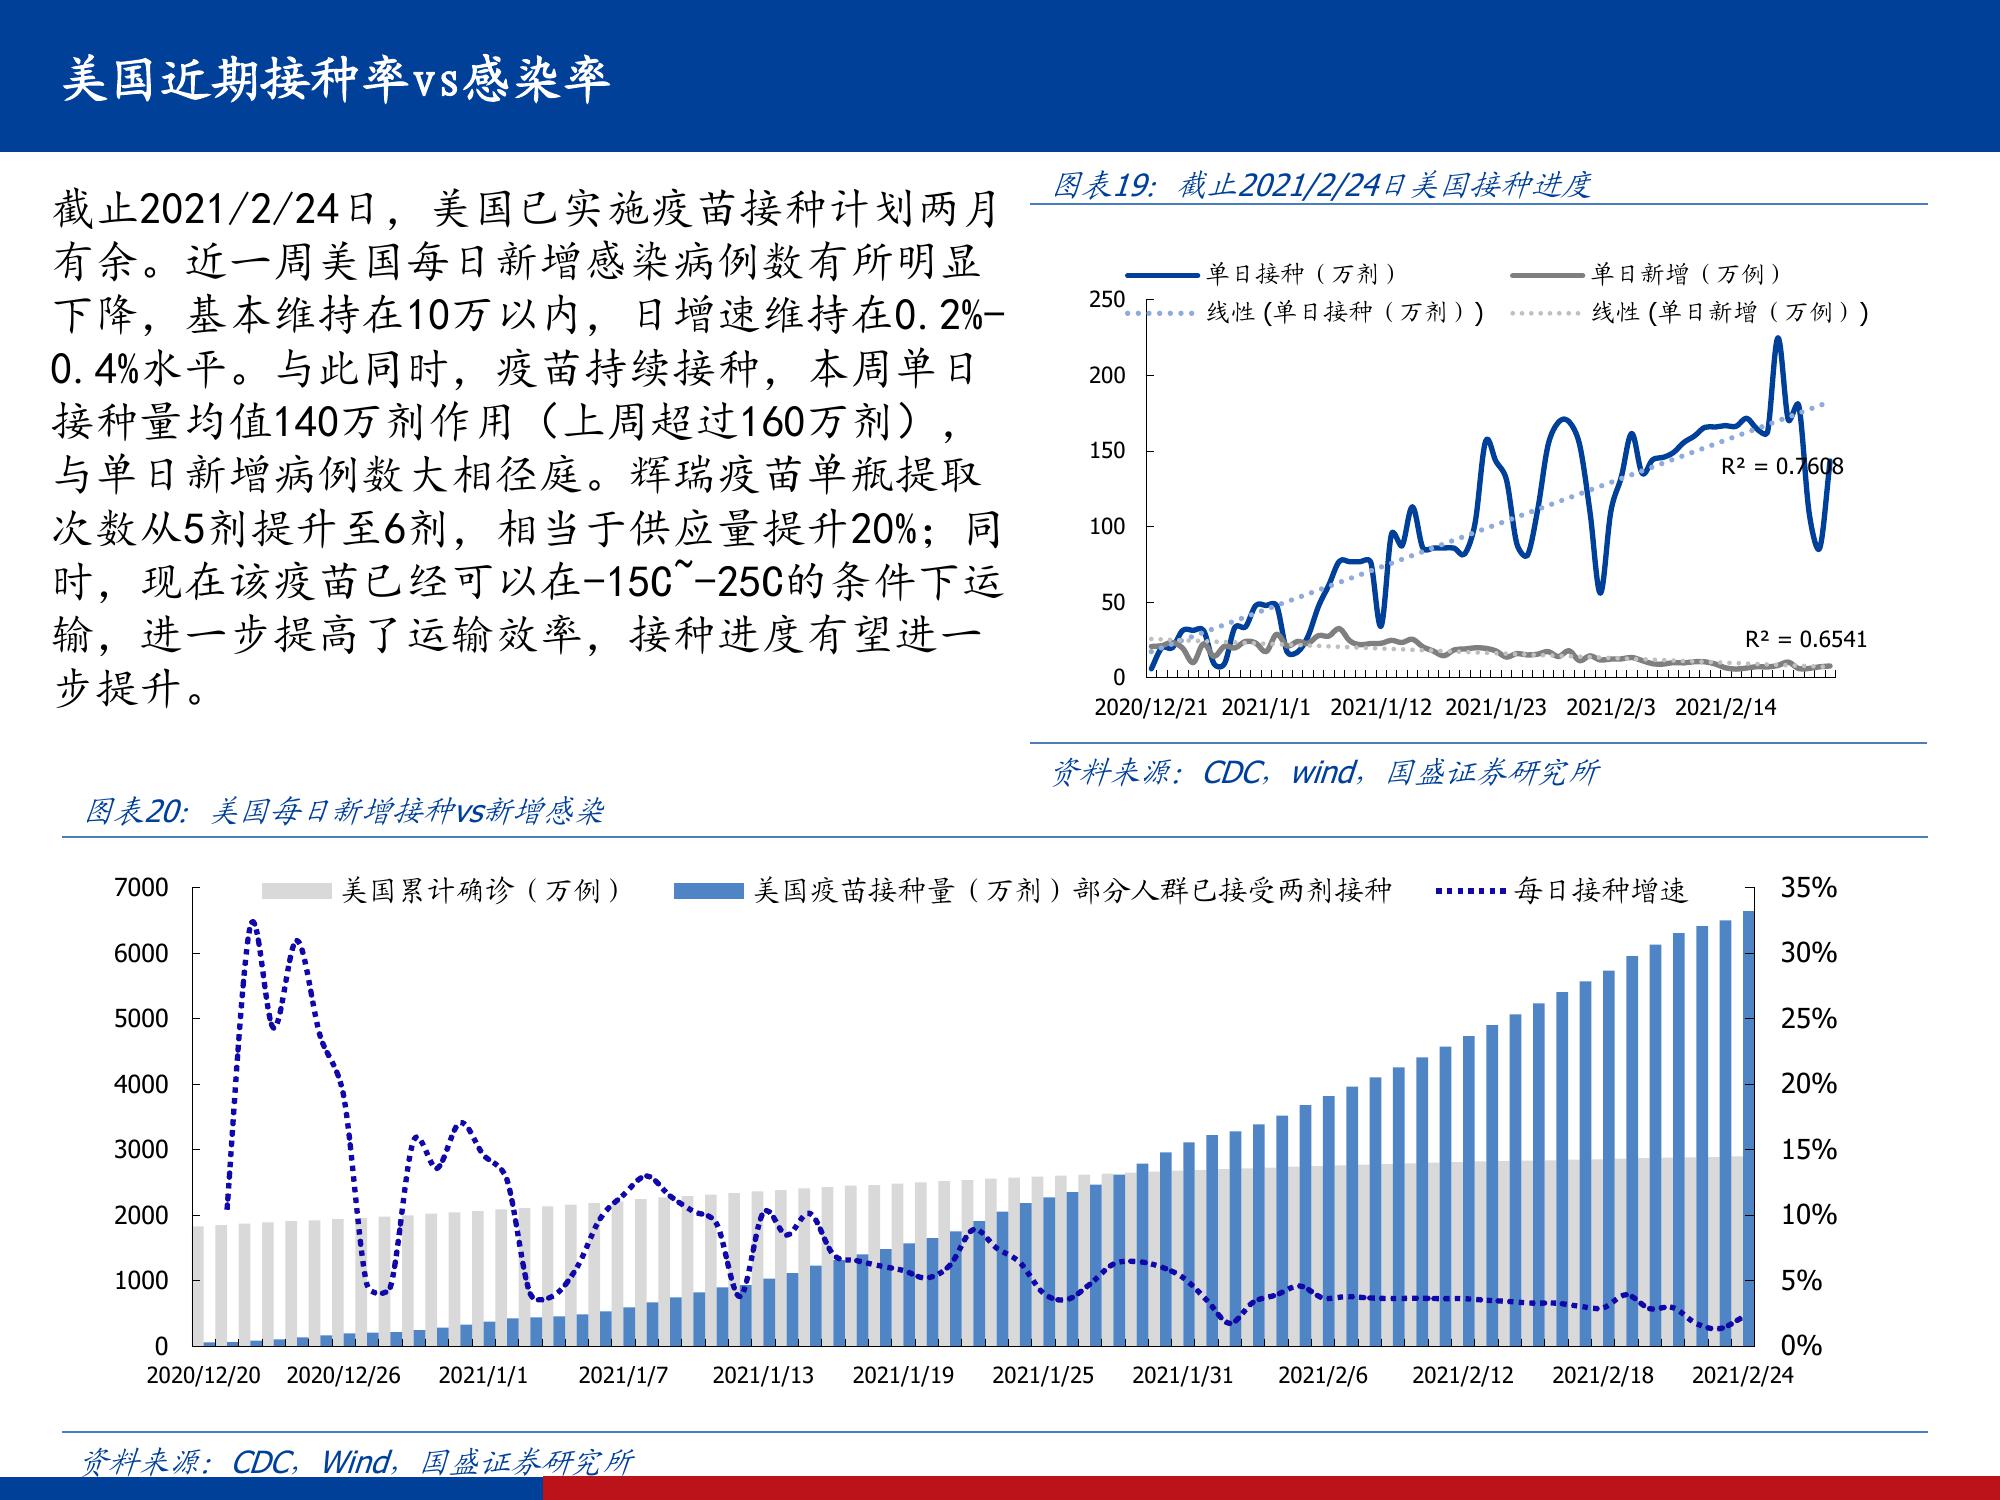 美国近期接种率vs感染率
截止2021/2/24日，美国已实施疫苗接种计划两月
有余。近一周美国每日新增感染病例数有所明显
下降，基本维持在10万以内，日增速维持在0.2%-
0.4%水平。与此同时，疫苗持续接种，本周单日
接种量均值140万剂作用（上周超过160万剂），
与单日新增病例数大相径庭。辉瑞疫苗单瓶提取
次数从5剂提升至6剂，相当于供应量提升20%；同
时，现在该疫苗已经可以在-15C~-25C的条件下运
输，进一步提高了运输效率，接种进度有望进一
步提升。
图表19：截止2021/2/24日美国接种进度
单日接种（万剂） 单日新增（万例）
线性 (单日接种（万剂）) 线性 (单日新增（万例）)
250
200
150
100
50
0
R² = 0.7608
R² = 0.6541
2020/12/21 2021/1/1 2021/1/12 2021/1/23 2021/2/3 2021/2/14
资料来源：CDC，wind，国盛证券研究所
图表20：美国每日新增接种vs新增感染
美国累计确诊（万例） 美国疫苗接种量（万剂）部分人群已接受两剂接种 每日接种增速
7000
6000
5000
4000
3000
2000
1000
0
35%
30%
25%
20%
15%
10%
5%
0%
2020/12/20 2020/12/26 2021/1/1 2021/1/7 2021/1/13 2021/1/19 2021/1/25 2021/1/31 2021/2/6 2021/2/12 2021/2/18 2021/2/24
资料来源：CDC，Wind，国盛证券研究所